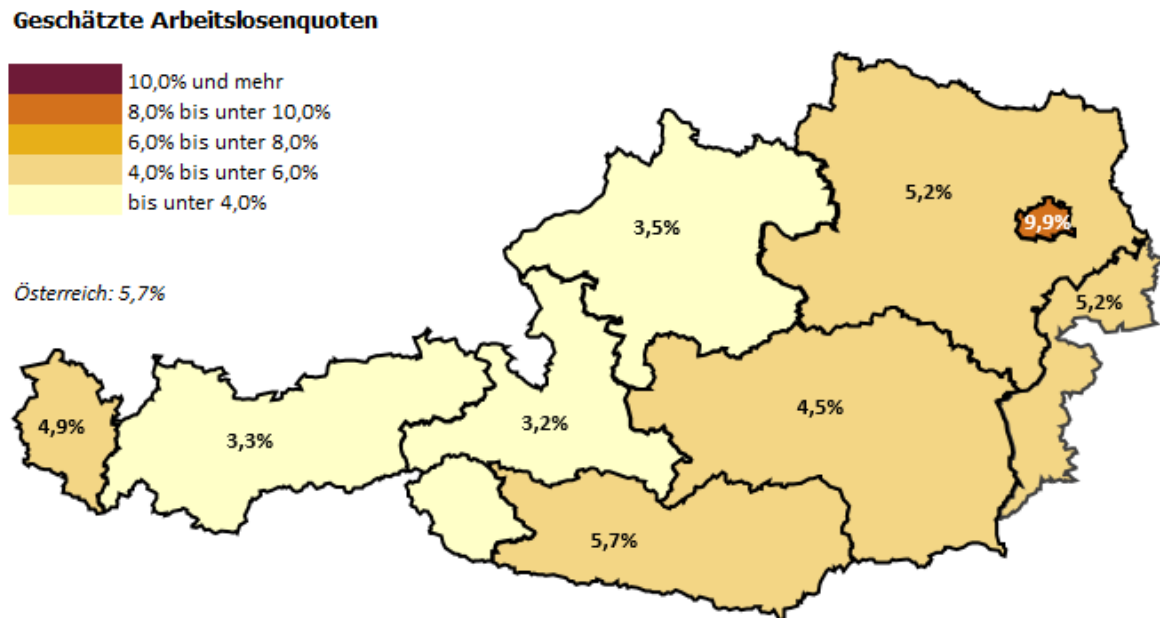 Geschätzte Arbeitslosenquoten
10,0% und mehr
8,0% bis unter 10,0%
6,0% bis unter 8,0%
4,0% bis unter 6,0%
bis unter 4,0%
Österreich: 5,7%
5,2%
9,9%
3,5%
5,2%
4,9%
3,3%
3,2%
4,5%
5,7%